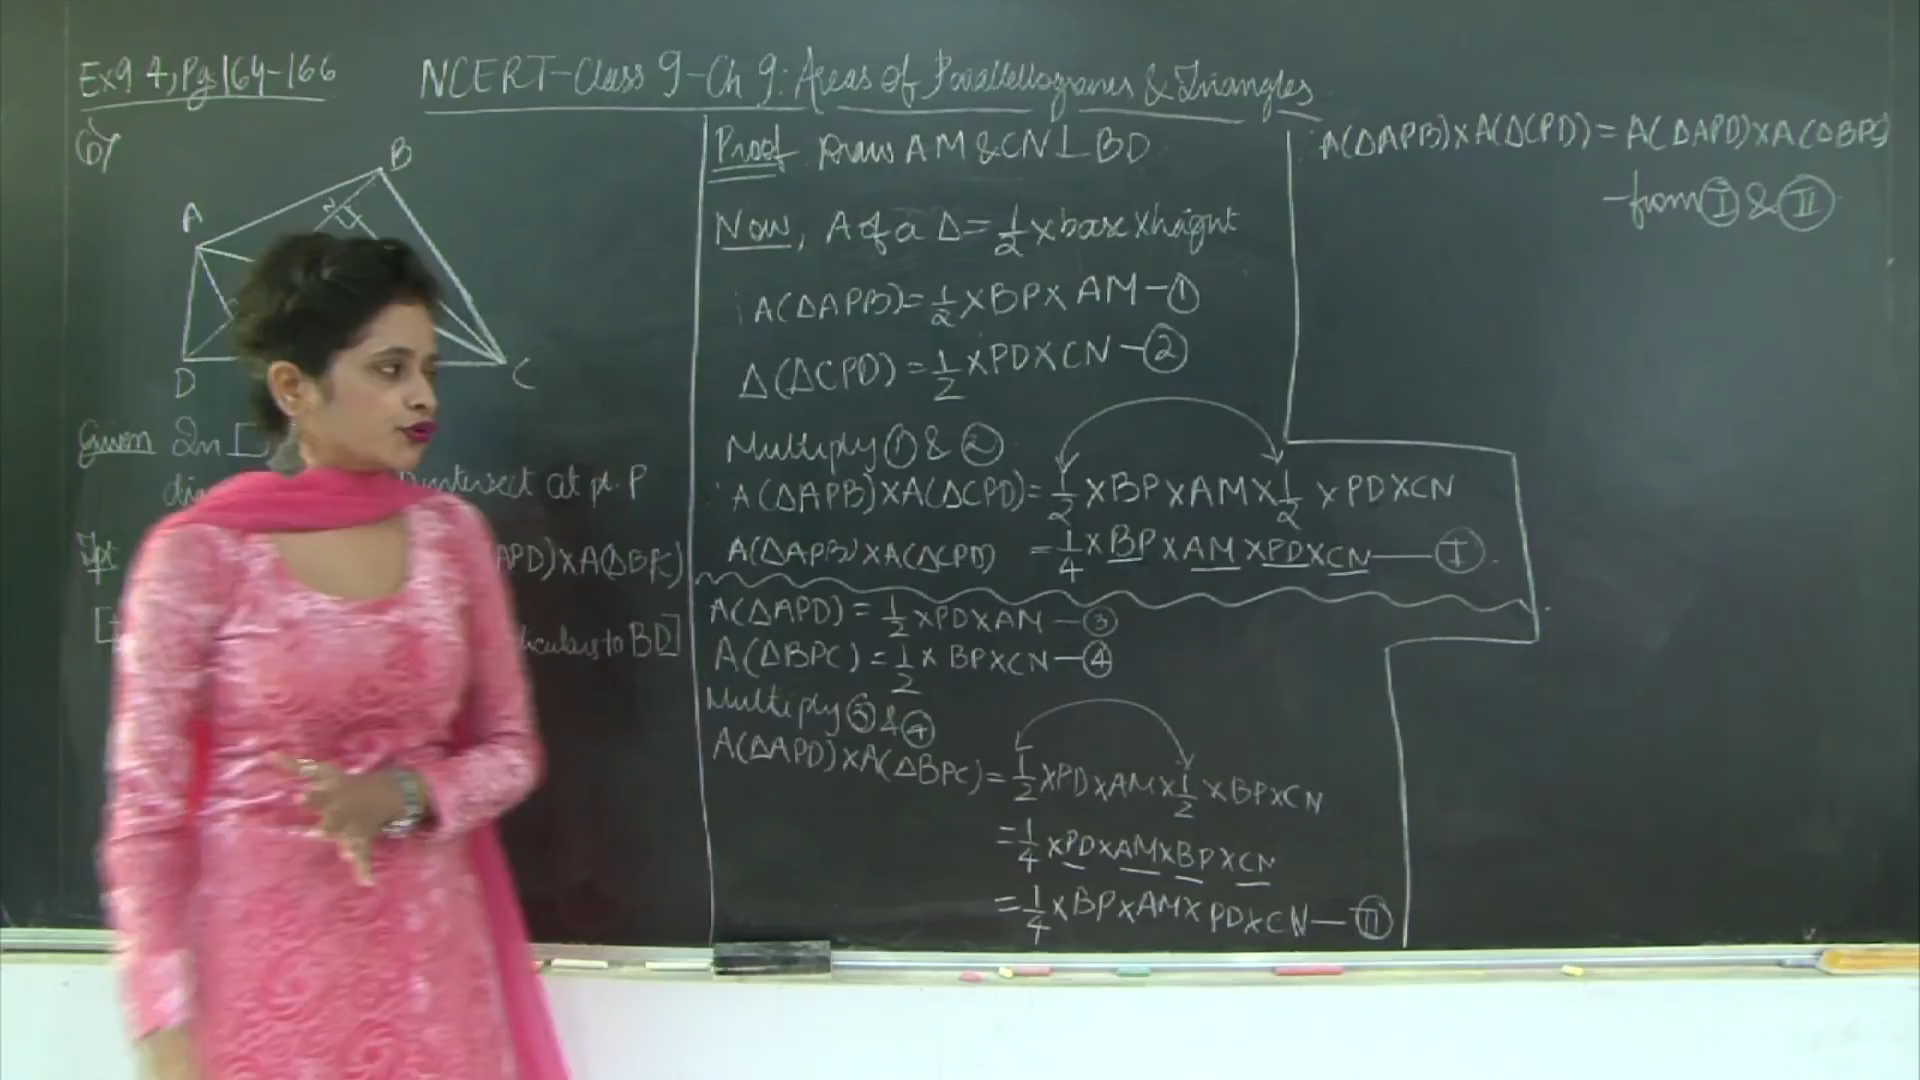 Ex 9.4, Pg 164-166
NCERT-Class 9-Ch 9: Areas of Parallellograms & Triangles
6)
B
A
D
C
Given In □
intersect at pt. P
Tpt
APD)×A(ΔBPC)
to BD]
Proof Draw AM & CN ⊥ BD
Now, A of a Δ = 1/2 × base × height
A(ΔAPB) = 1/2 × BP × AM - ①
Δ(ΔCPD) = 1/2 × PD × CN - ②
Multiply ① & ②
A(ΔAPB)×A(ΔCPD) = 1/2 × BP × AM × 1/2 × PD × CN
A(ΔAPB)×A(ΔCPD) = 1/4 × BP × AM × PD × CN — Ⅰ
A(ΔAPD) = 1/2 × PD × AM — ③
A(ΔBPC) = 1/2 × BP × CN — ④
Multiply ③ & ④
A(ΔAPD)×A(ΔBPC) = 1/2 × PD × AM × 1/2 × BP × CN
= 1/4 × PD × AM × BP × CN
= 1/4 × BP × AM × PD × CN — Ⅱ
A(ΔAPB)×A(ΔCPD) = A(ΔAPD)×A(ΔBPC)
-from Ⅰ & Ⅱ